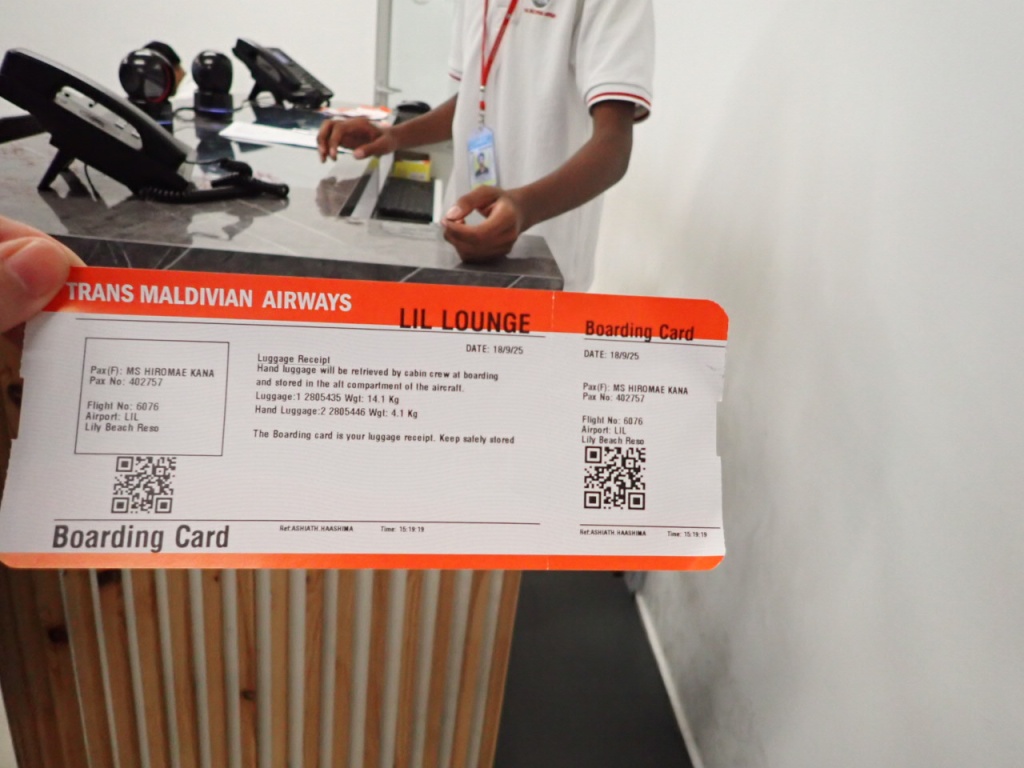 TRANS MALDIVIAN AIRWAYS
LIL LOUNGE
DATE: 18/9/25
Pax(F): MS HIROMAE KANA
Pax No: 402757
Flight No: 6076
Airport: LIL
Lily Beach Reso
Luggage Receipt
Hand luggage will be retrieved by cabin crew at boarding
and stored in the aft compartment of the aircraft.
Luggage:1 2805435 Wgt: 14.1 Kg
Hand Luggage:2 2805446 Wgt: 4.1 Kg
The Boarding card is your luggage receipt. Keep safely stored
Boarding Card
Ref:ASHIATH.HAASHIMA Time: 15:19:19
Boarding Card
DATE: 18/9/25
Pax(F): MS HIROMAE KANA
Pax No: 402757
Flight No: 6076
Airport: LIL
Lily Beach Reso
Ref:ASHIATH.HAASHIMA Time: 15:19:19